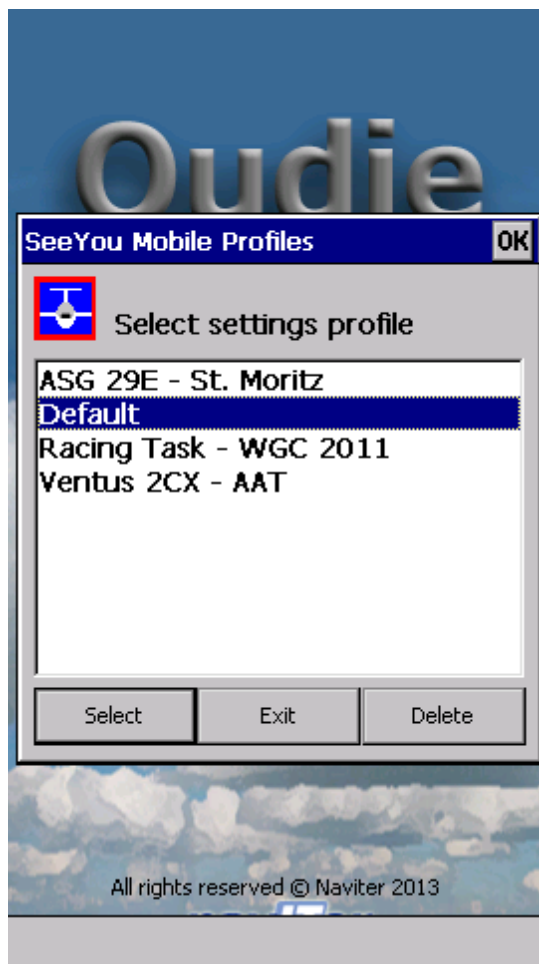 Oudie
SeeYou Mobile Profiles OK
Select settings profile
ASG 29E - St. Moritz
Default
Racing Task - WGC 2011
Ventus 2CX - AAT
Select Exit Delete
All rights reserved © Naviter 2013